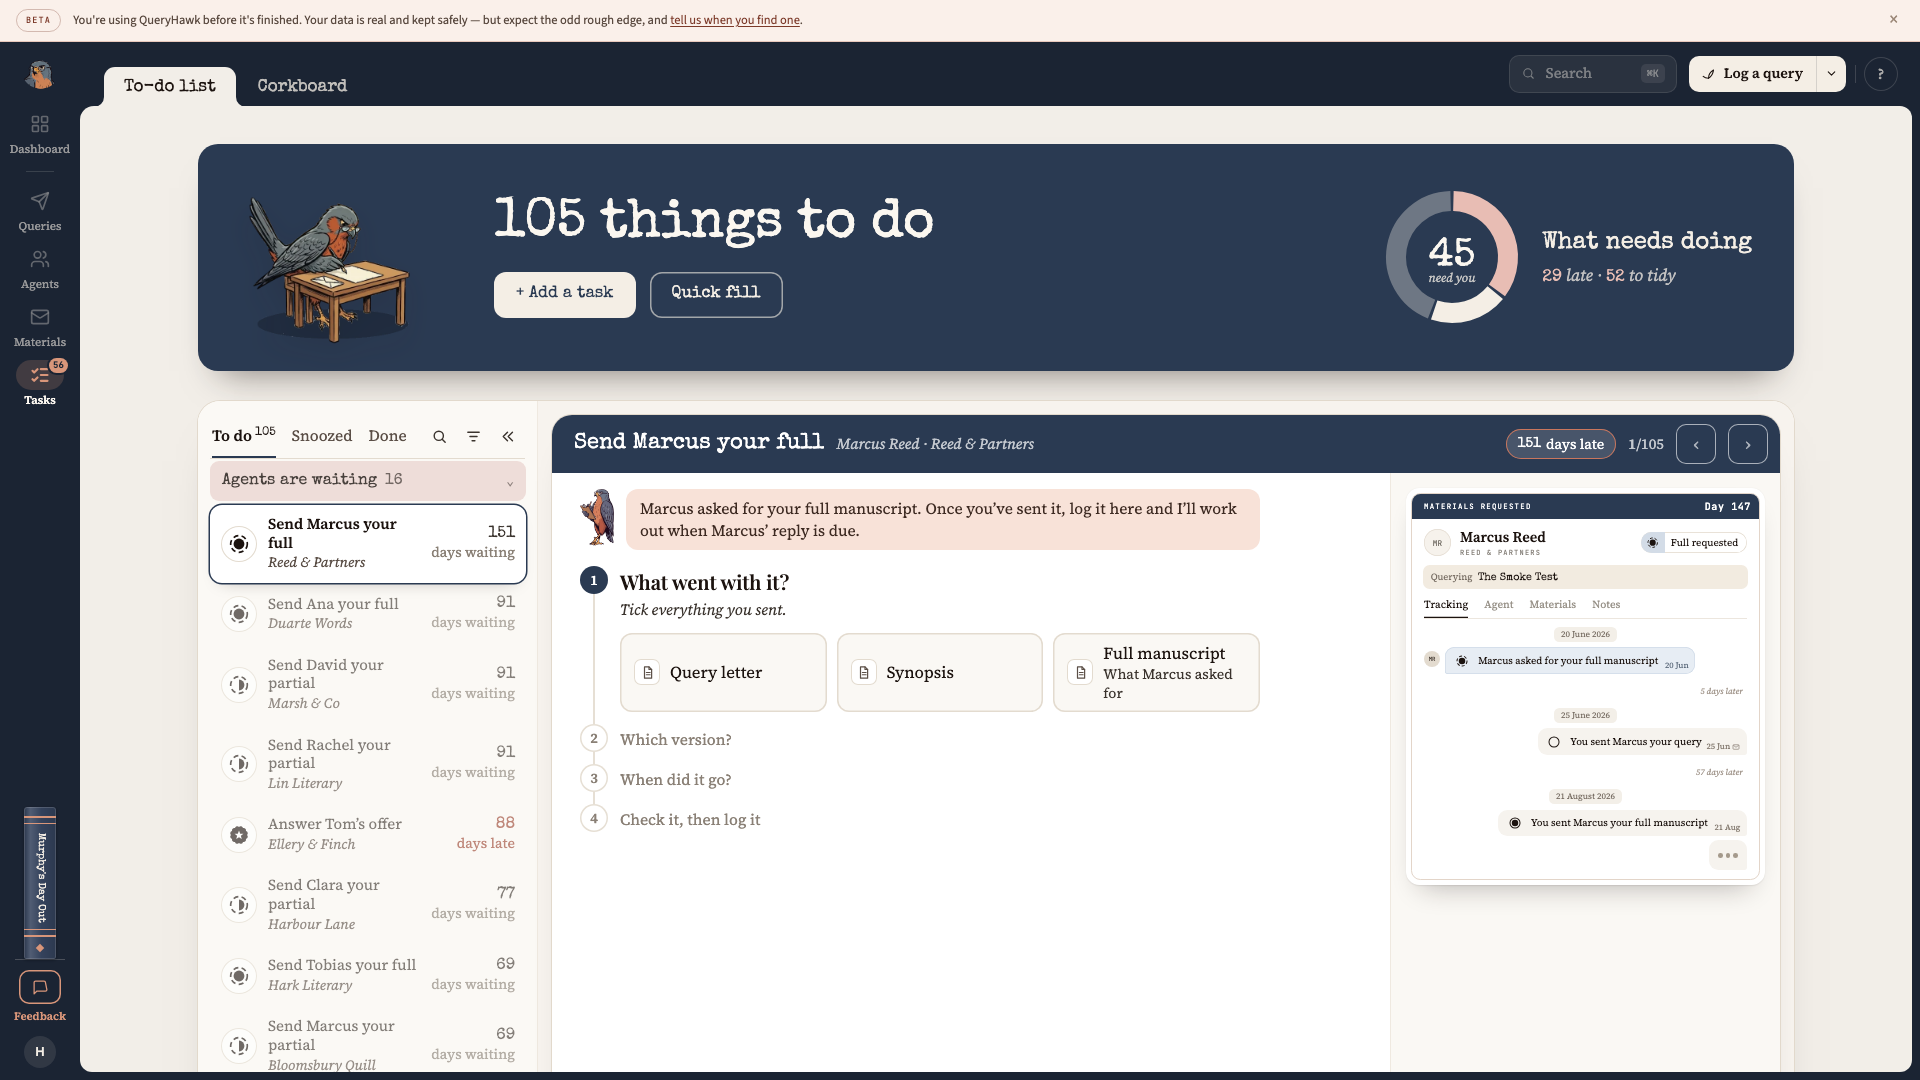 BETA
You're using QueryHawk before it's finished. Your data is real and kept safely — but expect the odd rough edge, and tell us when you find one.
×
To-do list
Corkboard
Search
⌘K
Log a query
?
Dashboard
Queries
Agents
Materials
56
Tasks
Murphy's Day Out
Feedback
H
105 things to do
+ Add a task
Quick fill
45
need you
What needs doing
29 late · 52 to tidy
To do 105
Snoozed
Done
Agents are waiting 16
Send Marcus your
full
Reed & Partners
151
days waiting
Send Ana your full
Duarte Words
91
days waiting
Send David your
partial
Marsh & Co
91
days waiting
Send Rachel your
partial
Lin Literary
91
days waiting
Answer Tom's offer
Ellery & Finch
88
days late
Send Clara your
partial
Harbour Lane
77
days waiting
Send Tobias your full
Hark Literary
69
days waiting
Send Marcus your
partial
Bloomsbury Quill
69
days waiting
Send Marcus your full
Marcus Reed · Reed & Partners
151 days late
1/105
Marcus asked for your full manuscript. Once you've sent it, log it here and I'll work
out when Marcus' reply is due.
1
What went with it?
Tick everything you sent.
Query letter
Synopsis
Full manuscript
What Marcus asked
for
2
Which version?
3
When did it go?
4
Check it, then log it
MATERIALS REQUESTED
Day 147
MR
Marcus Reed
REED & PARTNERS
Full requested
Querying The Smoke Test
Tracking
Agent
Materials
Notes
20 June 2026
MR
Marcus asked for your full manuscript
20 Jun
5 days later
25 June 2026
You sent Marcus your query
25 Jun
57 days later
21 August 2026
You sent Marcus your full manuscript
21 Aug